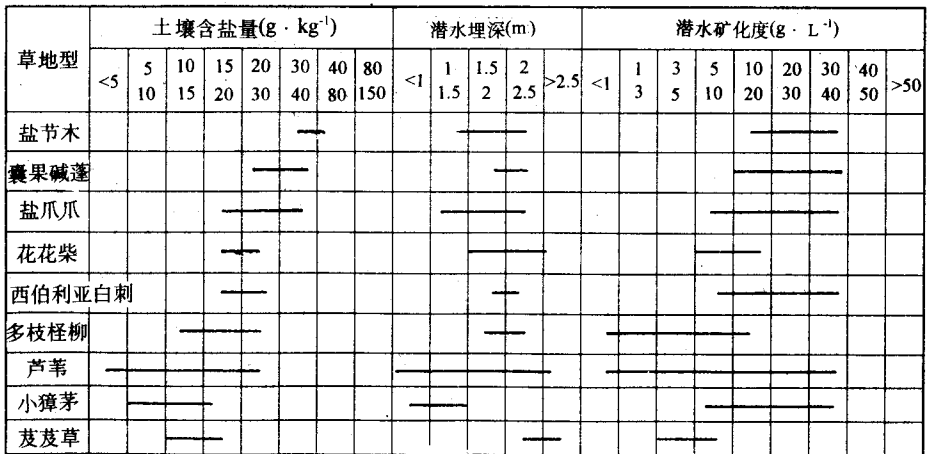 草地型 土壤含盐量(g · kg⁻¹) 潜水埋深(m) 潜水矿化度(g · L⁻¹)
<5 5 10 10 15 15 20 20 30 30 40 40 80 80 150 <1 1 1.5 1.5 2 2 2.5 >2.5 <1 1 3 3 5 5 10 10 20 20 30 30 40 40 50 >50
盐节木
囊果碱蓬
盐爪爪
花花柴
西伯利亚白刺
多枝柽柳
芦苇
小獐茅
芨芨草